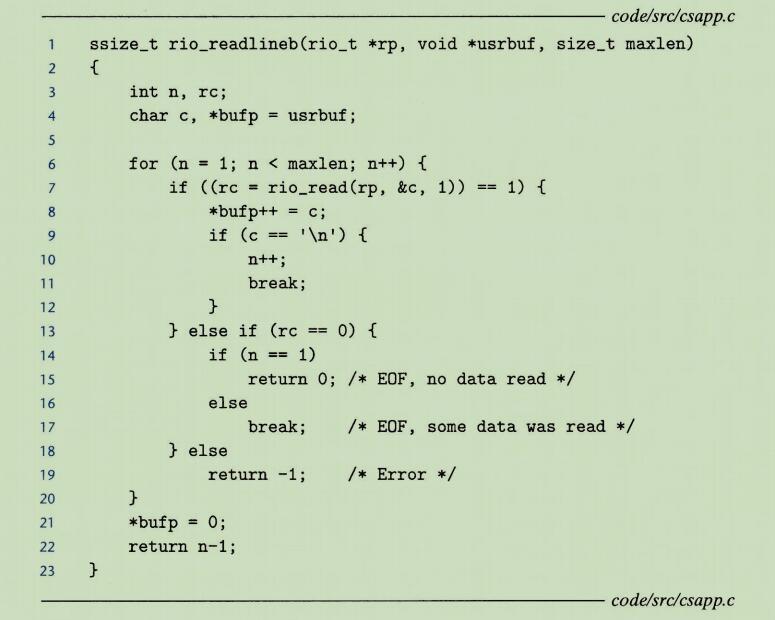 code/src/csapp.c
1 ssize_t rio_readlineb(rio_t *rp, void *usrbuf, size_t maxlen)
2 {
3     int n, rc;
4     char c, *bufp = usrbuf;
5
6     for (n = 1; n < maxlen; n++) {
7         if ((rc = rio_read(rp, &c, 1)) == 1) {
8             *bufp++ = c;
9             if (c == '\n') {
10                 n++;
11                 break;
12             }
13         } else if (rc == 0) {
14             if (n == 1)
15                 return 0; /* EOF, no data read */
16             else
17                 break;    /* EOF, some data was read */
18         } else
19             return -1;    /* Error */
20     }
21     *bufp = 0;
22     return n-1;
23 }
code/src/csapp.c